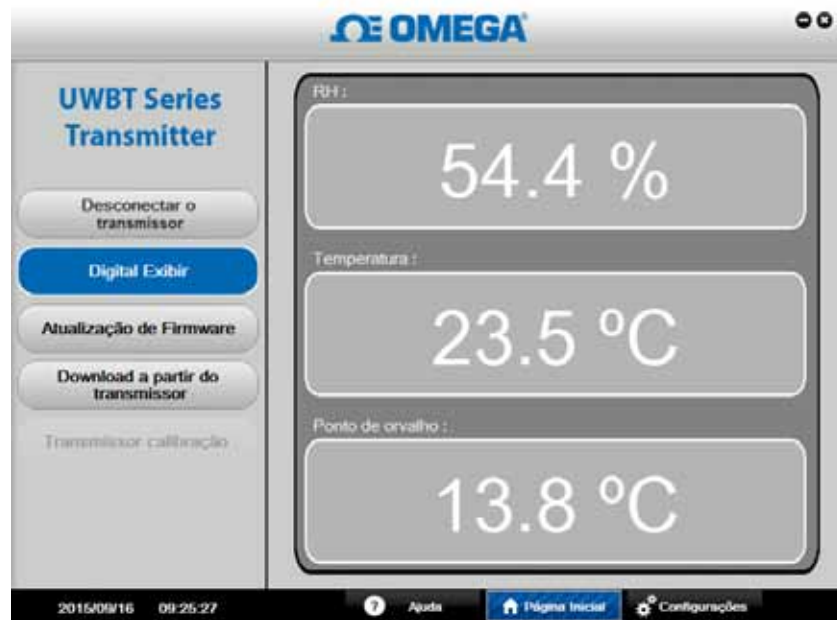 OMEGA
UWBT Series
Transmitter
Desconectar o
transmissor
Digital Exibir
Atualização de Firmware
Download a partir do
transmissor
Transmissor calibração
RH :
54.4 %
Temperatura :
23.5 ºC
Ponto de orvalho :
13.8 ºC
2015/09/16 09:25:27
? Ajuda
Página Inicial
Configurações